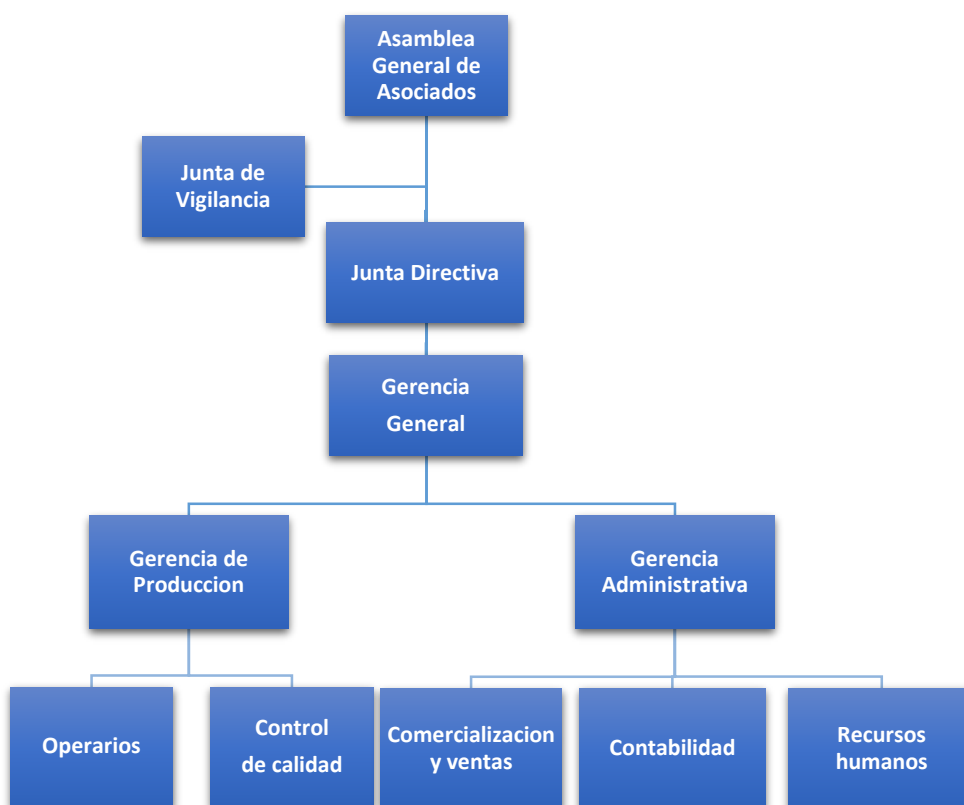 Asamblea
General de
Asociados
Junta de
Vigilancia
Junta Directiva
Gerencia
General
Gerencia de
Produccion
Gerencia
Administrativa
Operarios
Control
de calidad
Comercializacion
y ventas
Contabilidad
Recursos
humanos